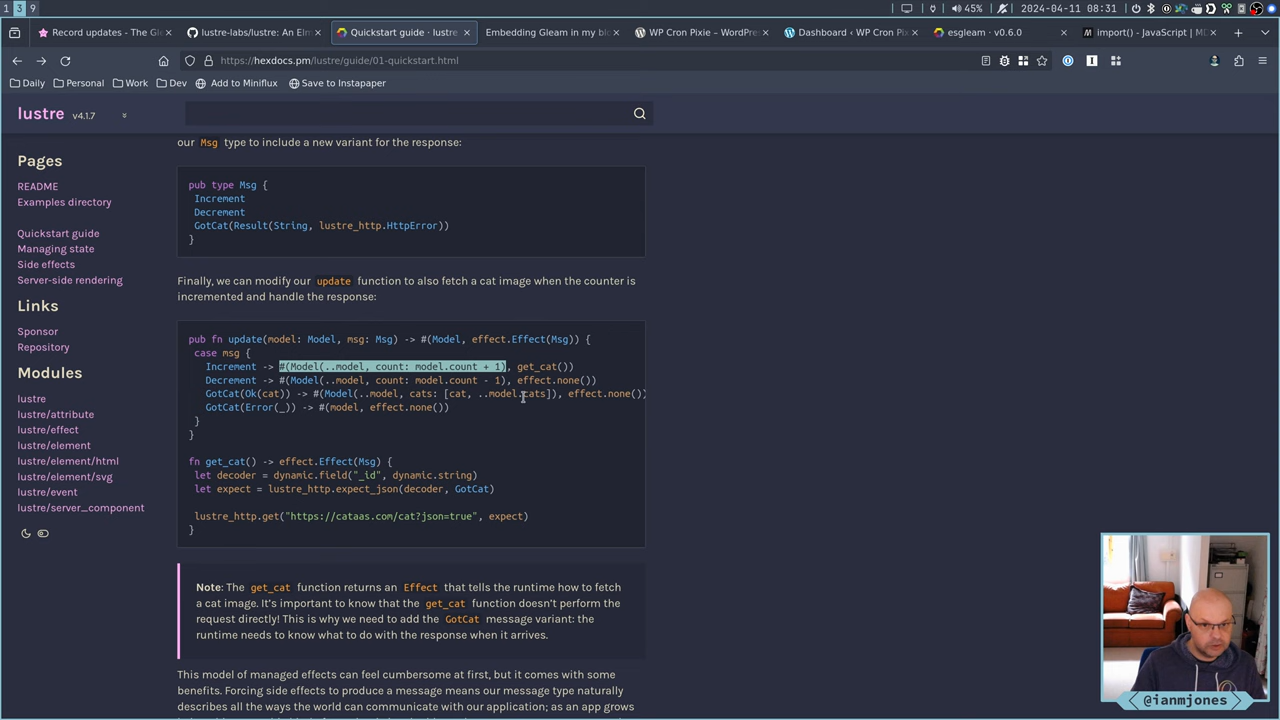 1 3 9
45% 2024-04-11 08:31
Record updates - The Gle
lustre-labs/lustre: An Elm
Quickstart guide · lustre
Embedding Gleam in my blo
WP Cron Pixie – WordPres
Dashboard ‹ WP Cron Pixie
esgleam · v0.6.0
import() - JavaScript | MD
https://hexdocs.pm/lustre/guide/01-quickstart.html
Daily Personal Work Dev Add to Miniflux Save to Instapaper
lustre v4.1.7
Pages
README
Examples directory
Quickstart guide
Managing state
Side effects
Server-side rendering
Links
Sponsor
Repository
Modules
lustre
lustre/attribute
lustre/effect
lustre/element
lustre/element/html
lustre/element/svg
lustre/event
lustre/server_component
our Msg type to include a new variant for the response:
pub type Msg {
Increment
Decrement
GotCat(Result(String, lustre_http.HttpError))
}
Finally, we can modify our update function to also fetch a cat image when the counter is
incremented and handle the response:
pub fn update(model: Model, msg: Msg) -> #(Model, effect.Effect(Msg)) {
case msg {
Increment -> #(Model(..model, count: model.count + 1), get_cat())
Decrement -> #(Model(..model, count: model.count - 1), effect.none())
GotCat(Ok(cat)) -> #(Model(..model, cats: [cat, ..model.cats]), effect.none())
GotCat(Error(_)) -> #(model, effect.none())
}
}
fn get_cat() -> effect.Effect(Msg) {
let decoder = dynamic.field("_id", dynamic.string)
let expect = lustre_http.expect_json(decoder, GotCat)
lustre_http.get("https://cataas.com/cat?json=true", expect)
}
Note: The get_cat function returns an Effect that tells the runtime how to fetch
a cat image. It's important to know that the get_cat function doesn't perform the
request directly! This is why we need to add the GotCat message variant: the
runtime needs to know what to do with the response when it arrives.
This model of managed effects can feel cumbersome at first, but it comes with some
benefits. Forcing side effects to produce a message means our message type naturally
describes all the ways the world can communicate with our application; as an app grows
@ianmjones